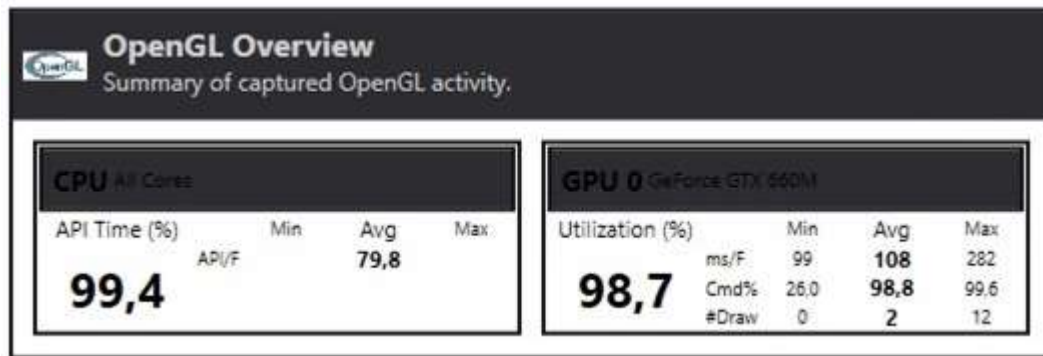 OpenGL
OpenGL Overview
Summary of captured OpenGL activity.
CPU All Cores
API Time (%) Min Avg Max
API/F 79,8
99,4
GPU 0 GeForce GTX 660M
Utilization (%) Min Avg Max
ms/F 99 108 282
98,7 Cmd% 26,0 98,8 99,6
#Draw 0 2 12